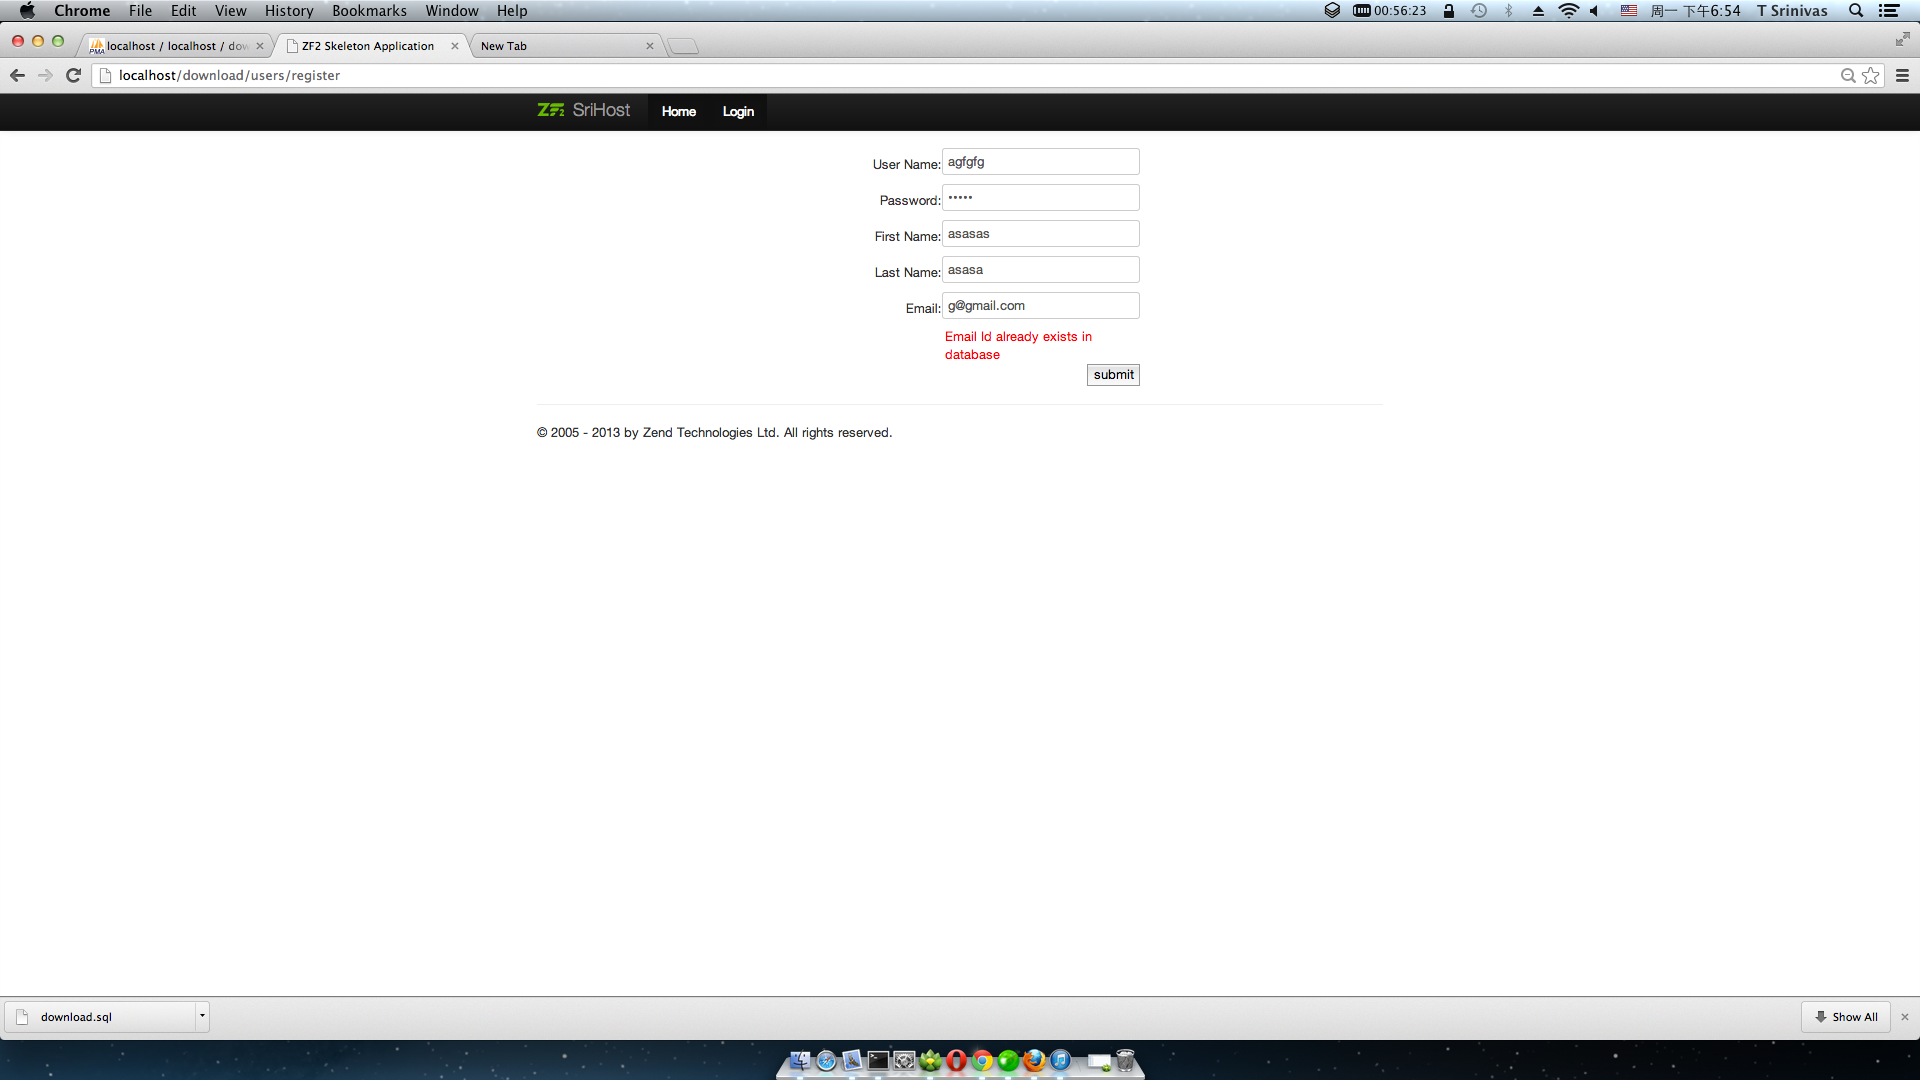 Chrome File Edit View History Bookmarks Window Help 00:56:23 周一 下午6:54 T Srinivas
PMA localhost / localhost / dow ZF2 Skeleton Application New Tab
localhost/download/users/register
ZF2 SriHost Home Login
User Name: agfgfg
Password: •••••
First Name: asasas
Last Name: asasa
Email: g@gmail.com
Email Id already exists in
database
submit
© 2005 - 2013 by Zend Technologies Ltd. All rights reserved.
download.sql Show All